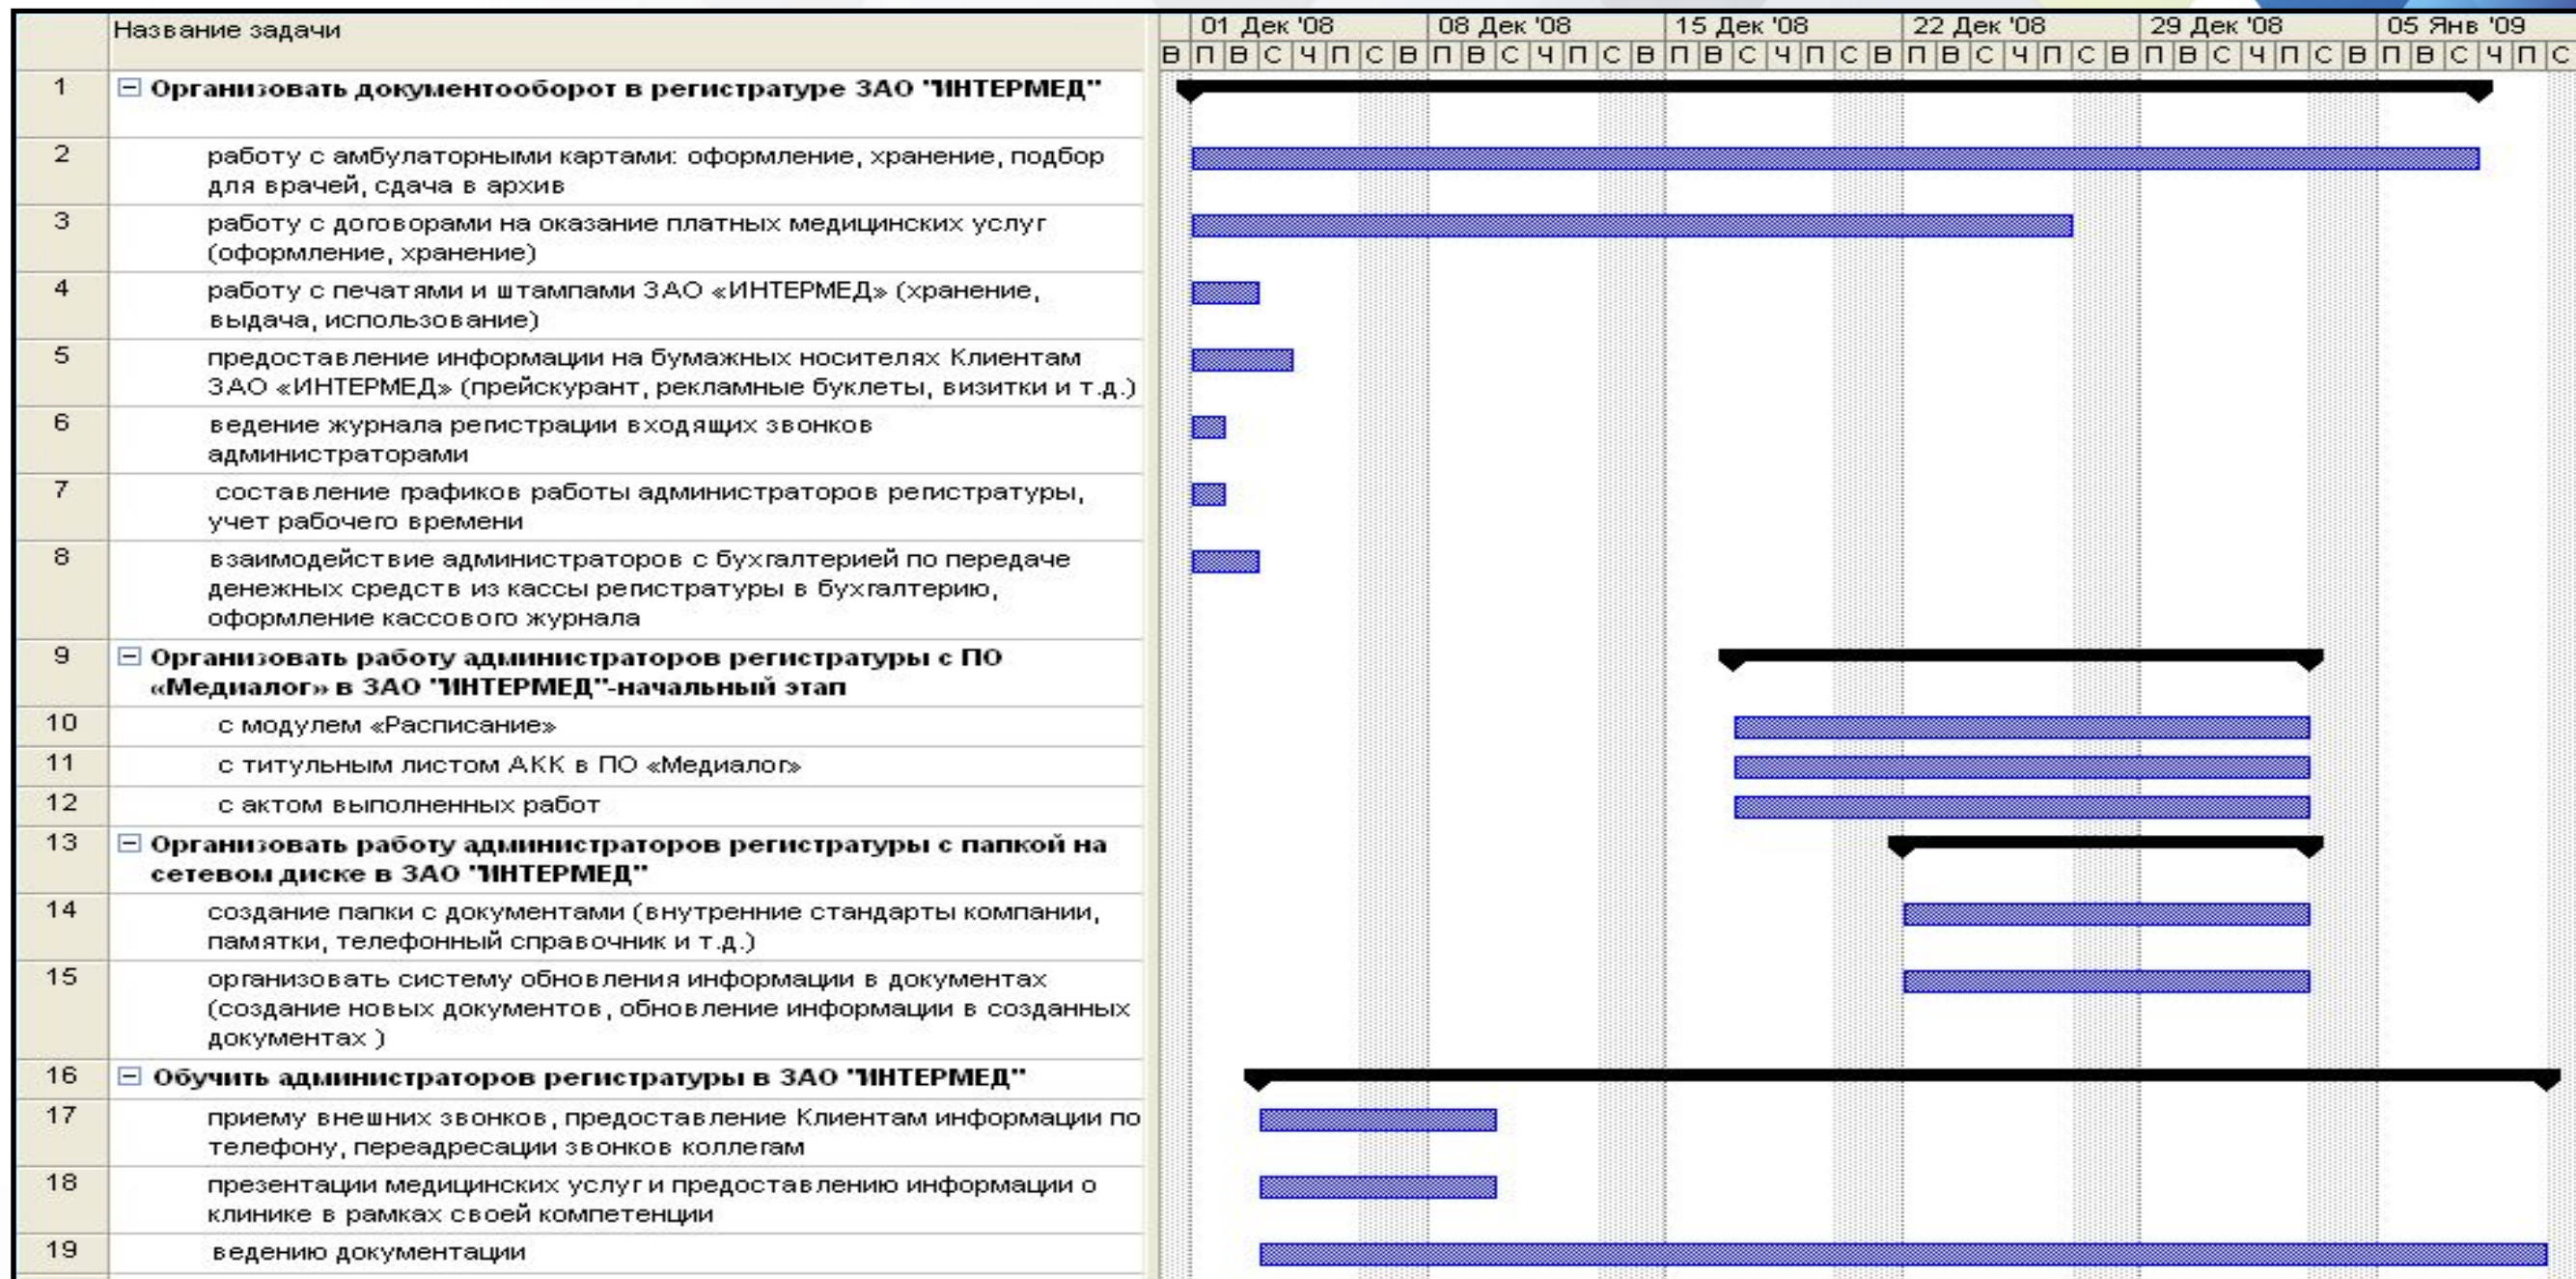 Название задачи
01 Дек '08 08 Дек '08 15 Дек '08 22 Дек '08 29 Дек '08 05 Янв '09
В П В С Ч П С В П В С Ч П С В П В С Ч П С В П В С Ч П С В П В С Ч П С В П В С Ч П С
1 Организовать документооборот в регистратуре ЗАО "ИНТЕРМЕД"
2 работу с амбулаторными картами: оформление, хранение, подбор
для врачей, сдача в архив
3 работу с договорами на оказание платных медицинских услуг
(оформление, хранение)
4 работу с печатями и штампами ЗАО «ИНТЕРМЕД» (хранение,
выдача, использование)
5 предоставление информации на бумажных носителях Клиентам
ЗАО «ИНТЕРМЕД» (прейскурант, рекламные буклеты, визитки и т.д.)
6 ведение журнала регистрации входящих звонков
администраторами
7 составление графиков работы администраторов регистратуры,
учет рабочего времени
8 взаимодействие администраторов с бухгалтерией по передаче
денежных средств из кассы регистратуры в бухгалтерию,
оформление кассового журнала
9 Организовать работу администраторов регистратуры с ПО
«Медиалог» в ЗАО "ИНТЕРМЕД"-начальный этап
10 с модулем «Расписание»
11 с титульным листом АКК в ПО «Медиалог»
12 с актом выполненных работ
13 Организовать работу администраторов регистратуры с папкой на
сетевом диске в ЗАО "ИНТЕРМЕД"
14 создание папки с документами (внутренние стандарты компании,
памятки, телефонный справочник и т.д.)
15 организовать систему обновления информации в документах
(создание новых документов, обновление информации в созданных
документах )
16 Обучить администраторов регистратуры в ЗАО "ИНТЕРМЕД"
17 приему внешних звонков, предоставление Клиентам информации по
телефону, переадресации звонков коллегам
18 презентации медицинских услуг и предоставлению информации о
клинике в рамках своей компетенции
19 ведению документации